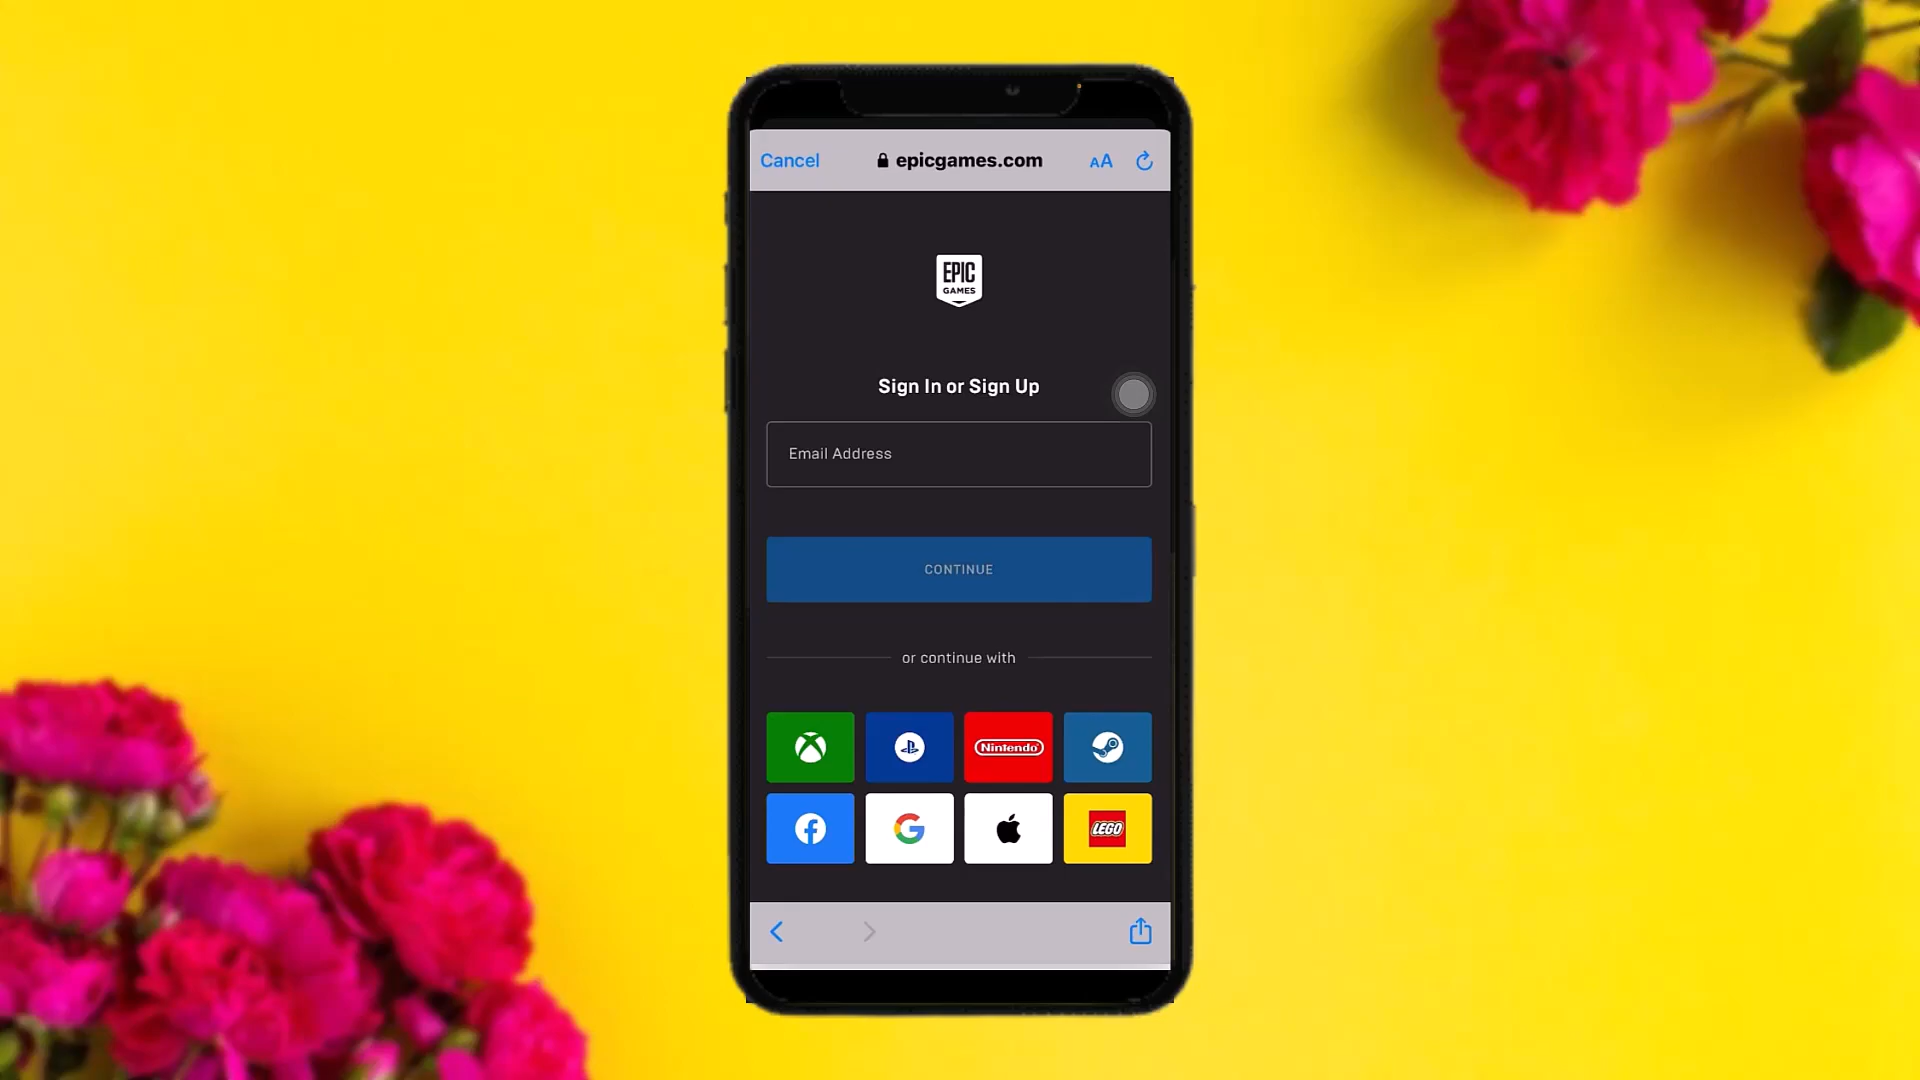 Cancel
epicgames.com
AA
EPIC
GAMES
Sign In or Sign Up
Email Address
CONTINUE
or continue with
Nintendo
LEGO